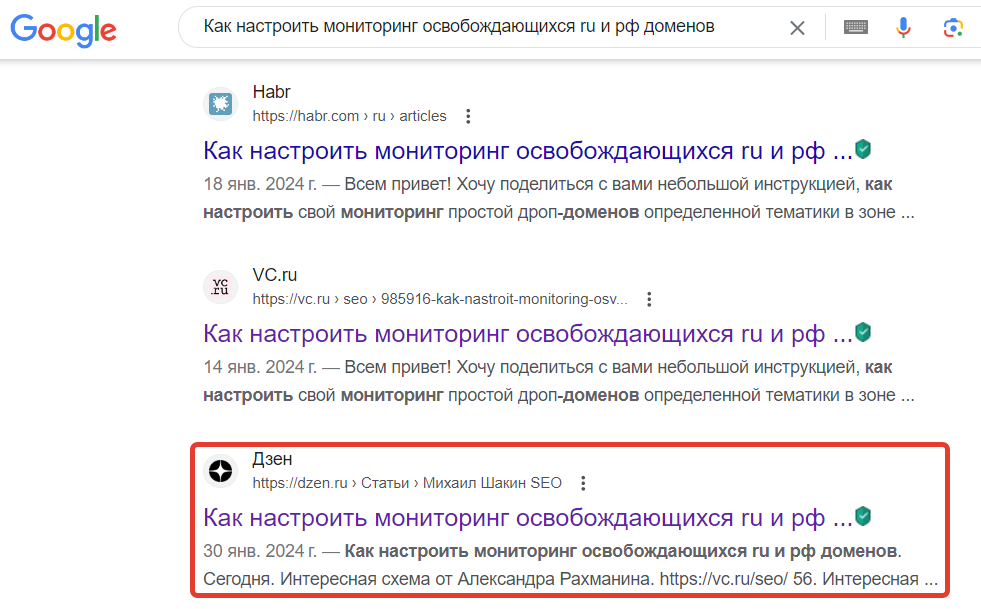 Google
Как настроить мониторинг освобождающихся ru и рф доменов
Habr
https://habr.com › ru › articles
Как настроить мониторинг освобождающихся ru и рф ...
18 янв. 2024 г. — Всем привет! Хочу поделиться с вами небольшой инструкцией, как
настроить свой мониторинг простой дроп-доменов определенной тематики в зоне ...
VC.ru
https://vc.ru › seo › 985916-kak-nastroit-monitoring-osv...
Как настроить мониторинг освобождающихся ru и рф ...
14 янв. 2024 г. — Всем привет! Хочу поделиться с вами небольшой инструкцией, как
настроить свой мониторинг простой дроп-доменов определенной тематики в зоне ...
Дзен
https://dzen.ru › Статьи › Михаил Шакин SEO
Как настроить мониторинг освобождающихся ru и рф ...
30 янв. 2024 г. — Как настроить мониторинг освобождающихся ru и рф доменов.
Сегодня. Интересная схема от Александра Рахманина. https://vc.ru/seo/ 56. Интересная ...